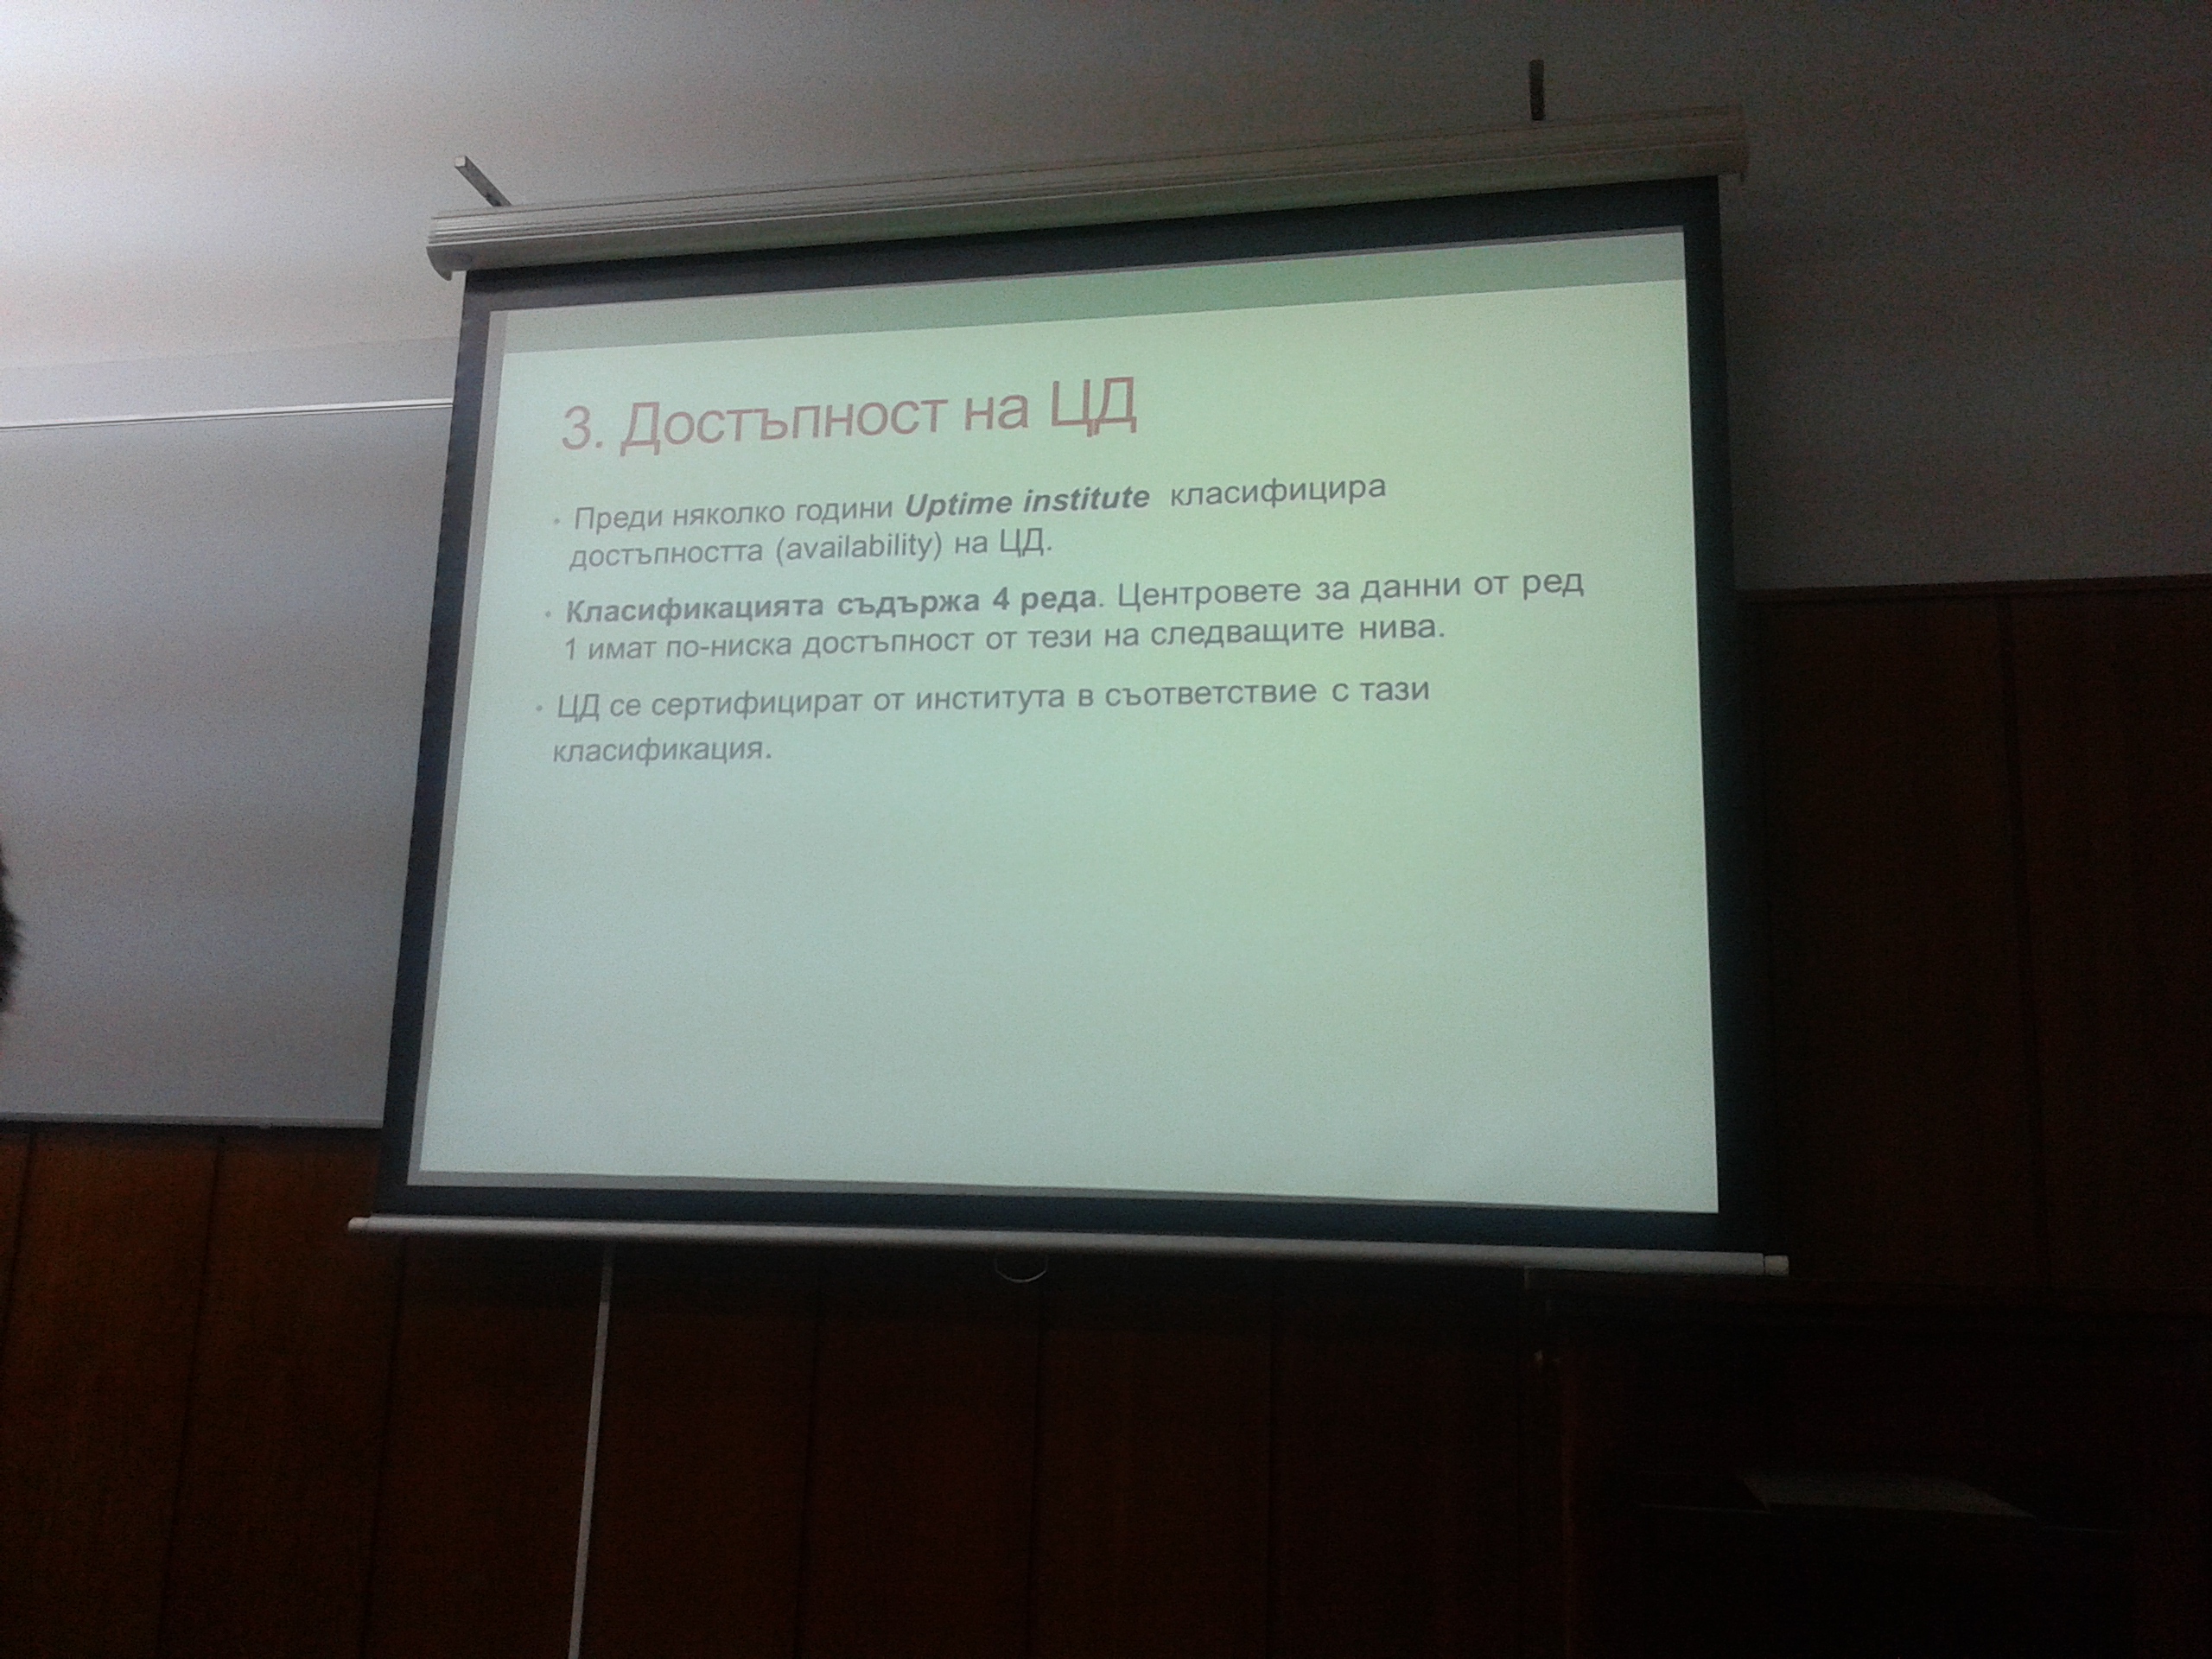 3. Достъпност на ЦД
• Преди няколко години Uptime institute класифицира
достъпността (availability) на ЦД.
• Класификацията съдържа 4 реда. Центровете за данни от ред
1 имат по-ниска достъпност от тези на следващите нива.
• ЦД се сертифицират от института в съответствие с тази
класификация.